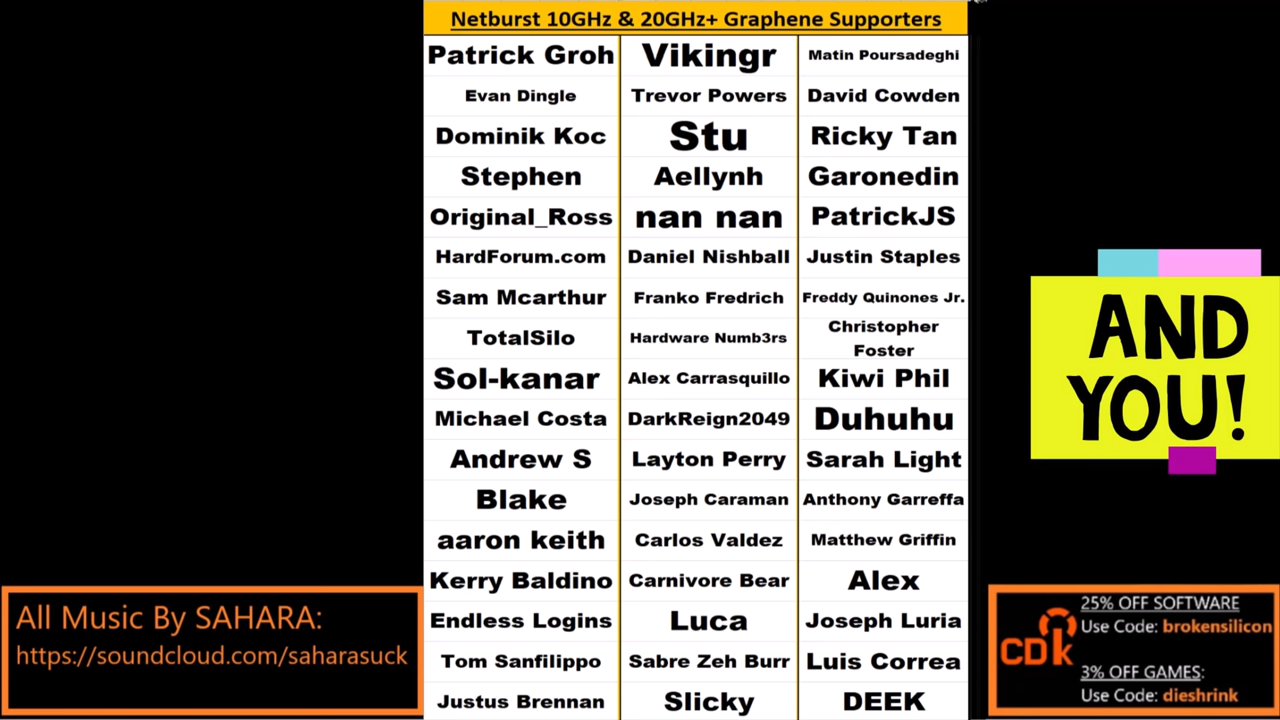 Netburst 10GHz & 20GHz+ Graphene Supporters
Patrick Groh Vikingr Matin Poursadeghi
Evan Dingle Trevor Powers David Cowden
Dominik Koc Stu Ricky Tan
Stephen Aellynh Garonedin
Original_Ross nan nan PatrickJS
HardForum.com Daniel Nishball Justin Staples
Sam Mcarthur Franko Fredrich Freddy Quinones Jr.
TotalSilo Hardware Numb3rs Christopher
Foster
Sol-kanar Alex Carrasquillo Kiwi Phil
Michael Costa DarkReign2049 Duhuhu
Andrew S Layton Perry Sarah Light
Blake Joseph Caraman Anthony Garreffa
aaron keith Carlos Valdez Matthew Griffin
Kerry Baldino Carnivore Bear Alex
Endless Logins Luca Joseph Luria
Tom Sanfilippo Sabre Zeh Burr Luis Correa
Justus Brennan Slicky DEEK
AND
YOU!
All Music By SAHARA:
https://soundcloud.com/saharasuck
CDk
25% OFF SOFTWARE
Use Code: brokensilicon
3% OFF GAMES:
Use Code: dieshrink